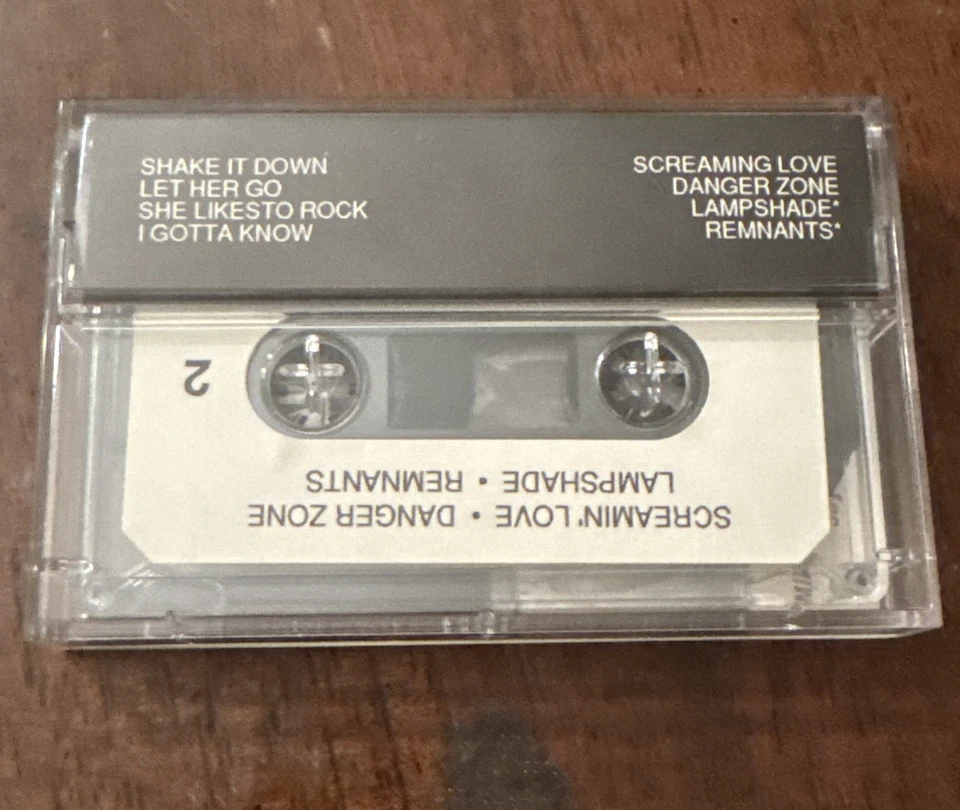 SHAKE IT DOWN
LET HER GO
SHE LIKESTO ROCK
I GOTTA KNOW
SCREAMING LOVE
DANGER ZONE
LAMPSHADE*
REMNANTS*
2
SCREAMIN' LOVE • DANGER ZONE
LAMPSHADE • REMNANTS